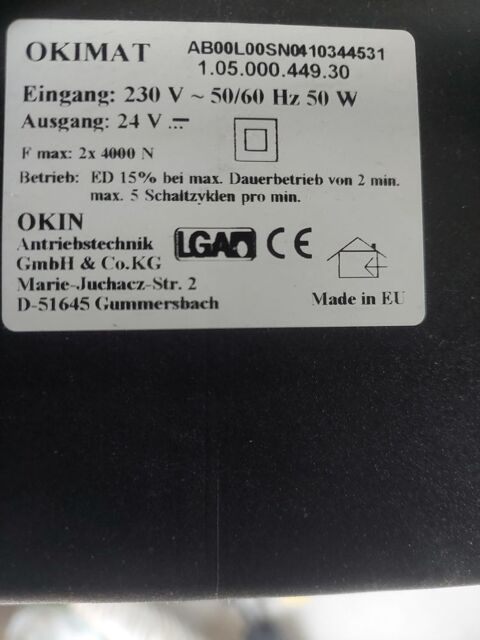 OKIMAT AB00L00SN0410344531
1.05.000.449.30
Eingang: 230 V ~ 50/60 Hz 50 W
Ausgang: 24 V ⎓
F max: 2x 4000 N
Betrieb: ED 15% bei max. Dauerbetrieb von 2 min.
max. 5 Schaltzyklen pro min.
OKIN
Antriebstechnik
GmbH & Co.KG
Marie-Juchacz-Str. 2
D-51645 Gummersbach
LGA CE
Made in EU